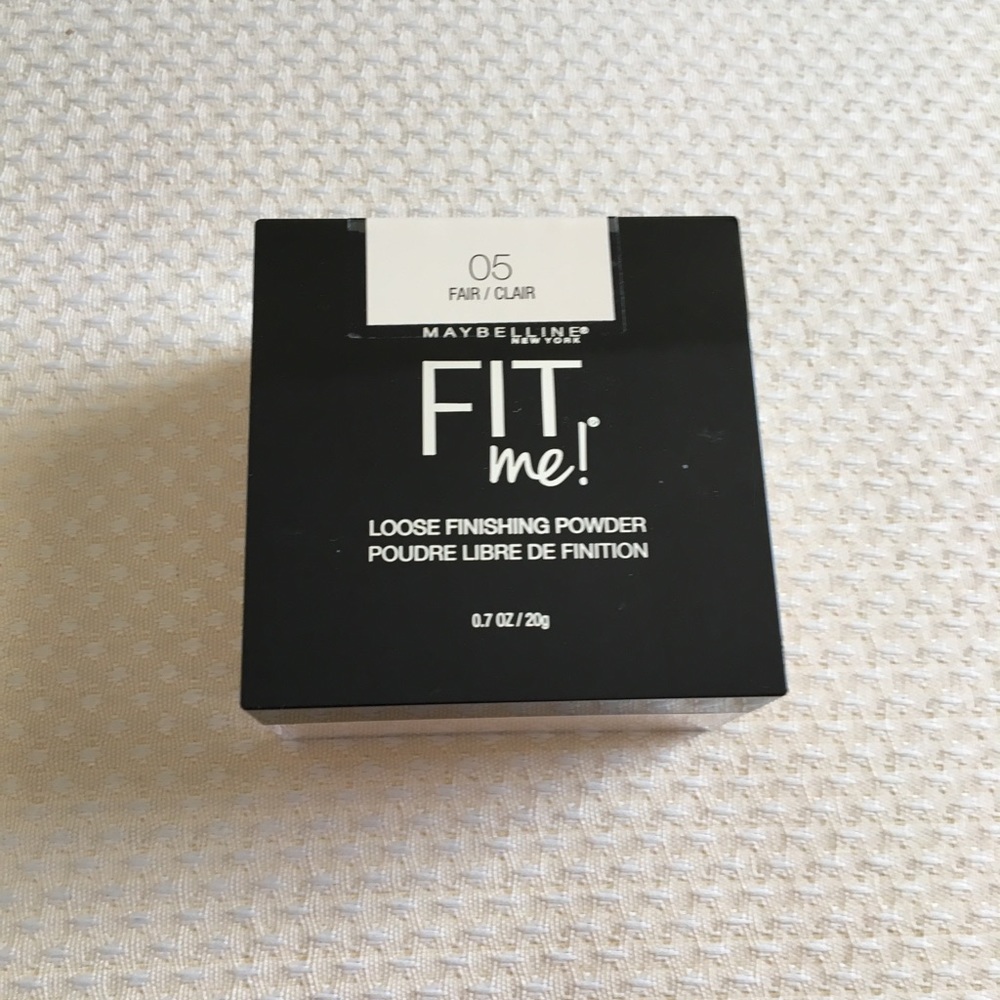 05
FAIR / CLAIR
MAYBELLINE®
NEW YORK
FIT
me!®
LOOSE FINISHING POWDER
POUDRE LIBRE DE FINITION
0.7 OZ / 20g